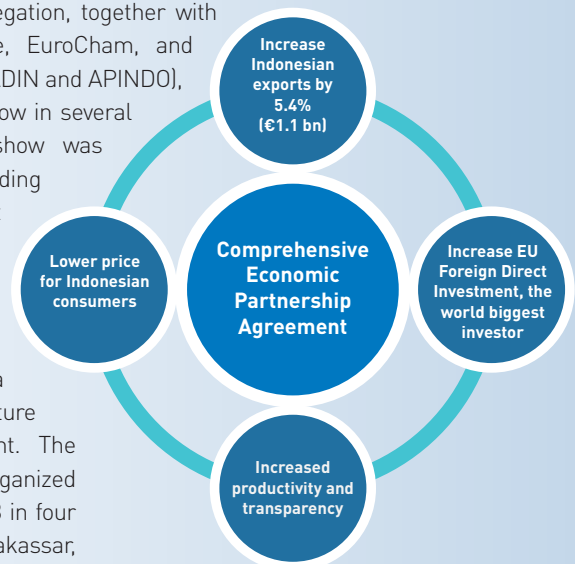 egation, together with
e, EuroCham, and
DIN and APINDO),
ow in several
show was
ding
a
ture
nt. The
ganized
in four
akassar,
Increase
Indonesian
exports by
5.4%
(€1.1 bn)
Lower price
for Indonesian
consumers
Comprehensive
Economic
Partnership
Agreement
Increase EU
Foreign Direct
Investment, the
world biggest
investor
Increased
productivity and
transparency